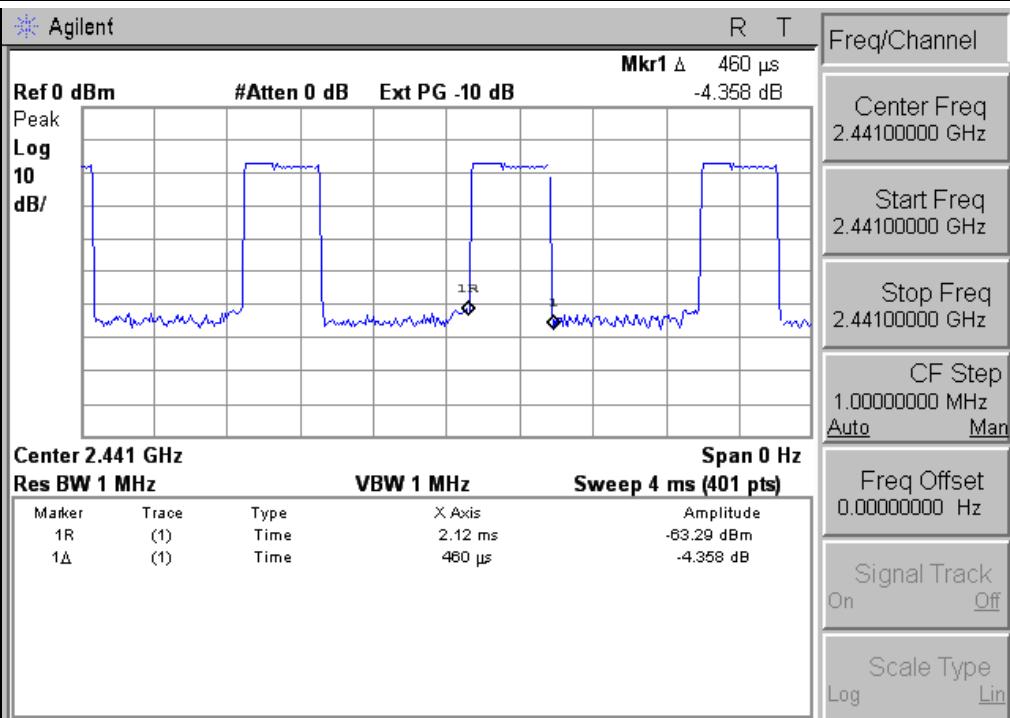 Agilent R T
Mkr1 Δ 460 μs
Ref 0 dBm #Atten 0 dB Ext PG -10 dB -4.358 dB
Peak
Log
10
dB/
1R
1
Center 2.441 GHz Span 0 Hz
Res BW 1 MHz VBW 1 MHz Sweep 4 ms (401 pts)
Marker Trace Type X Axis Amplitude
1R (1) Time 2.12 ms -63.29 dBm
1Δ (1) Time 460 μs -4.358 dB
Freq/Channel
Center Freq
2.44100000 GHz
Start Freq
2.44100000 GHz
Stop Freq
2.44100000 GHz
CF Step
1.00000000 MHz
Auto Man
Freq Offset
0.00000000 Hz
Signal Track
On Off
Scale Type
Log Lin